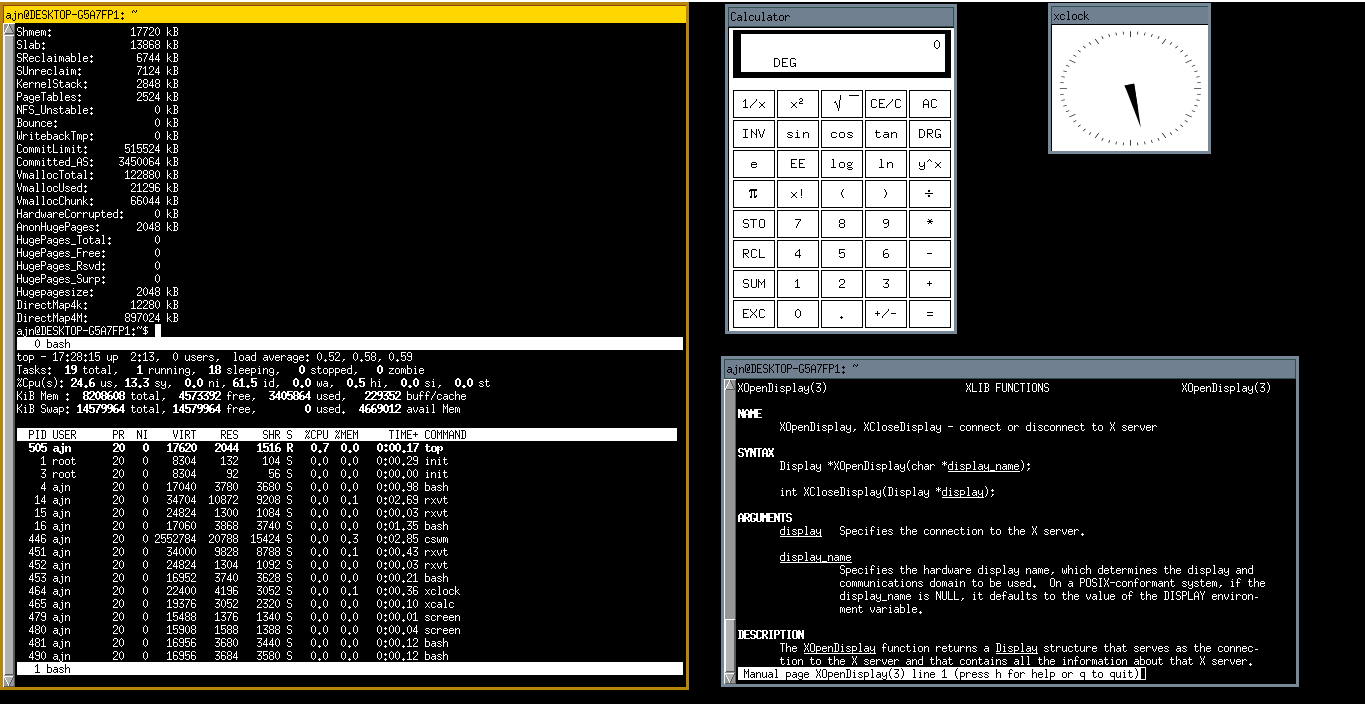 ajn@DESKTOP-G5A7FP1: ~
Shmem: 17720 kB
Slab: 13868 kB
SReclaimable: 6744 kB
SUnreclaim: 7124 kB
KernelStack: 2848 kB
PageTables: 2524 kB
NFS_Unstable: 0 kB
Bounce: 0 kB
WritebackTmp: 0 kB
CommitLimit: 515524 kB
Committed_AS: 3450064 kB
VmallocTotal: 122880 kB
VmallocUsed: 21296 kB
VmallocChunk: 66044 kB
HardwareCorrupted: 0 kB
AnonHugePages: 2048 kB
HugePages_Total: 0
HugePages_Free: 0
HugePages_Rsvd: 0
HugePages_Surp: 0
Hugepagesize: 2048 kB
DirectMap4k: 12280 kB
DirectMap4M: 897024 kB
ajn@DESKTOP-G5A7FP1:~$
0 bash
top - 17:28:15 up 2:13, 0 users, load average: 0.52, 0.58, 0.59
Tasks: 19 total, 1 running, 18 sleeping, 0 stopped, 0 zombie
%Cpu(s): 24.6 us, 13.3 sy, 0.0 ni, 61.5 id, 0.0 wa, 0.5 hi, 0.0 si, 0.0 st
KiB Mem : 8208608 total, 4573392 free, 3405864 used, 229352 buff/cache
KiB Swap: 14579964 total, 14579964 free, 0 used. 4669012 avail Mem
PID USER PR NI VIRT RES SHR S %CPU %MEM TIME+ COMMAND
505 ajn 20 0 17620 2044 1516 R 0.7 0.0 0:00.17 top
1 root 20 0 8304 132 104 S 0.0 0.0 0:00.29 init
3 root 20 0 8304 92 56 S 0.0 0.0 0:00.00 init
4 ajn 20 0 17040 3780 3680 S 0.0 0.0 0:00.98 bash
14 ajn 20 0 34704 10872 9208 S 0.0 0.1 0:02.69 rxvt
15 ajn 20 0 24824 1300 1084 S 0.0 0.0 0:00.03 rxvt
16 ajn 20 0 17060 3868 3740 S 0.0 0.0 0:01.35 bash
446 ajn 20 0 2552784 20788 15424 S 0.0 0.3 0:02.85 cswm
451 ajn 20 0 34000 9828 8788 S 0.0 0.1 0:00.43 rxvt
452 ajn 20 0 24824 1304 1092 S 0.0 0.0 0:00.03 rxvt
453 ajn 20 0 16952 3740 3628 S 0.0 0.0 0:00.21 bash
464 ajn 20 0 22400 4196 3052 S 0.0 0.1 0:00.36 xclock
465 ajn 20 0 19376 3052 2320 S 0.0 0.0 0:00.10 xcalc
479 ajn 20 0 15488 1376 1340 S 0.0 0.0 0:00.01 screen
480 ajn 20 0 15908 1588 1388 S 0.0 0.0 0:00.04 screen
481 ajn 20 0 16956 3680 3440 S 0.0 0.0 0:00.12 bash
490 ajn 20 0 16956 3684 3580 S 0.0 0.0 0:00.12 bash
1 bash
Calculator
0
DEG
1/x x² √‾ CE/C AC
INV sin cos tan DRG
e EE log ln y^x
π x! ( ) ÷
STO 7 8 9 *
RCL 4 5 6 -
SUM 1 2 3 +
EXC 0 . +/- =
xclock
ajn@DESKTOP-G5A7FP1: ~
XOpenDisplay(3) XLIB FUNCTIONS XOpenDisplay(3)
NAME
XOpenDisplay, XCloseDisplay - connect or disconnect to X server
SYNTAX
Display *XOpenDisplay(char *display_name);
int XCloseDisplay(Display *display);
ARGUMENTS
display Specifies the connection to the X server.
display_name
Specifies the hardware display name, which determines the display and
communications domain to be used. On a POSIX-conformant system, if the
display_name is NULL, it defaults to the value of the DISPLAY environ-
ment variable.
DESCRIPTION
The XOpenDisplay function returns a Display structure that serves as the connec-
tion to the X server and that contains all the information about that X server.
Manual page XOpenDisplay(3) line 1 (press h for help or q to quit)